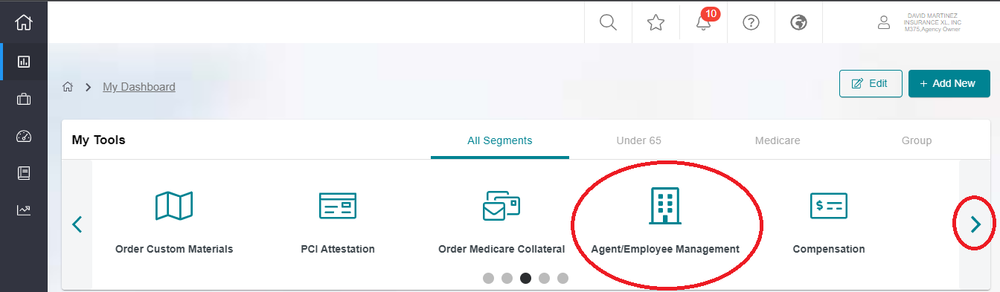 10
DAVID MARTINEZ
INSURANCE XL, INC
M375,Agency Owner
My Dashboard
Edit
+ Add New
My Tools
All Segments
Under 65
Medicare
Group
Order Custom Materials
PCI Attestation
Order Medicare Collateral
Agent/Employee Management
$
Compensation